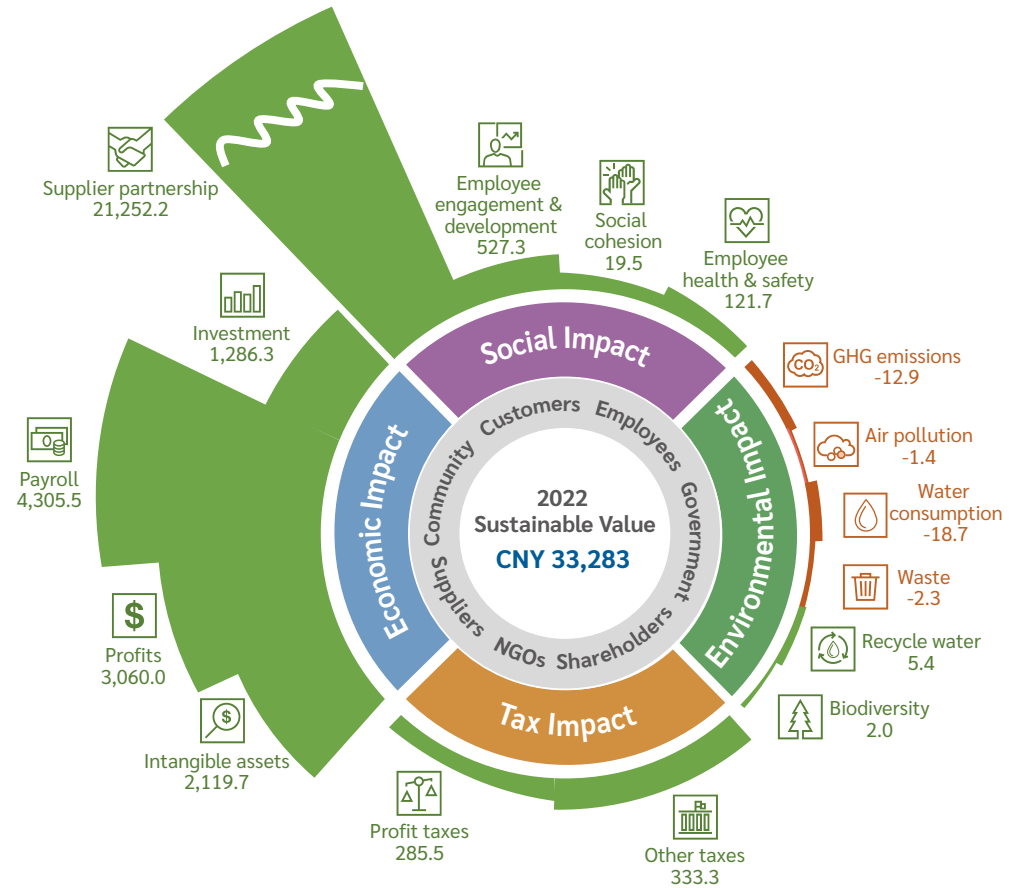 Supplier partnership
21,252.2
Employee
engagement &
development
527.3
Social
cohesion
19.5
Employee
health & safety
121.7
Investment
1,286.3
Payroll
4,305.5
$
Profits
3,060.0
$
Intangible assets
2,119.7
CO2
GHG emissions
-12.9
Air pollution
-1.4
Water
consumption
-18.7
Waste
-2.3
Recycle water
5.4
Biodiversity
2.0
Profit taxes
285.5
Other taxes
333.3
Social Impact
Environmental Impact
Tax Impact
Economic Impact
Customers
Employees
Government
Shareholders
NGOs
Suppliers
Community
2022
Sustainable Value
CNY 33,283